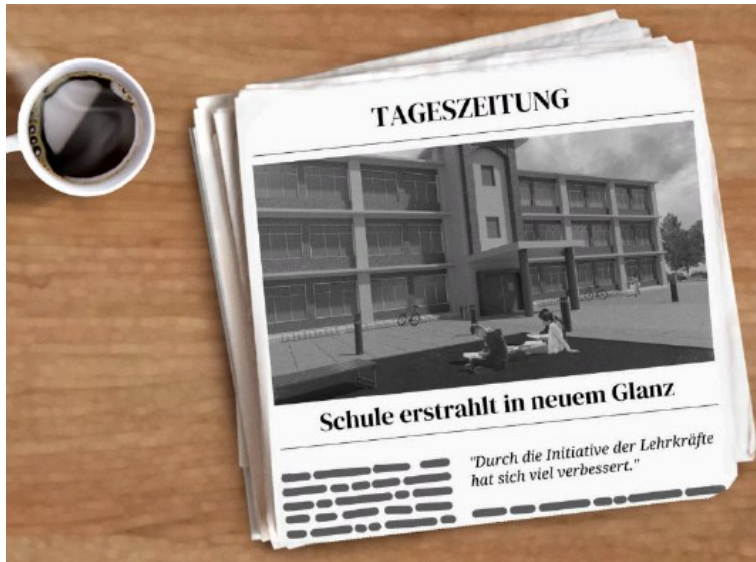 TAGESZEITUNG
Schule erstrahlt in neuem Glanz
"Durch die Initiative der Lehrkräfte
hat sich viel verbessert."